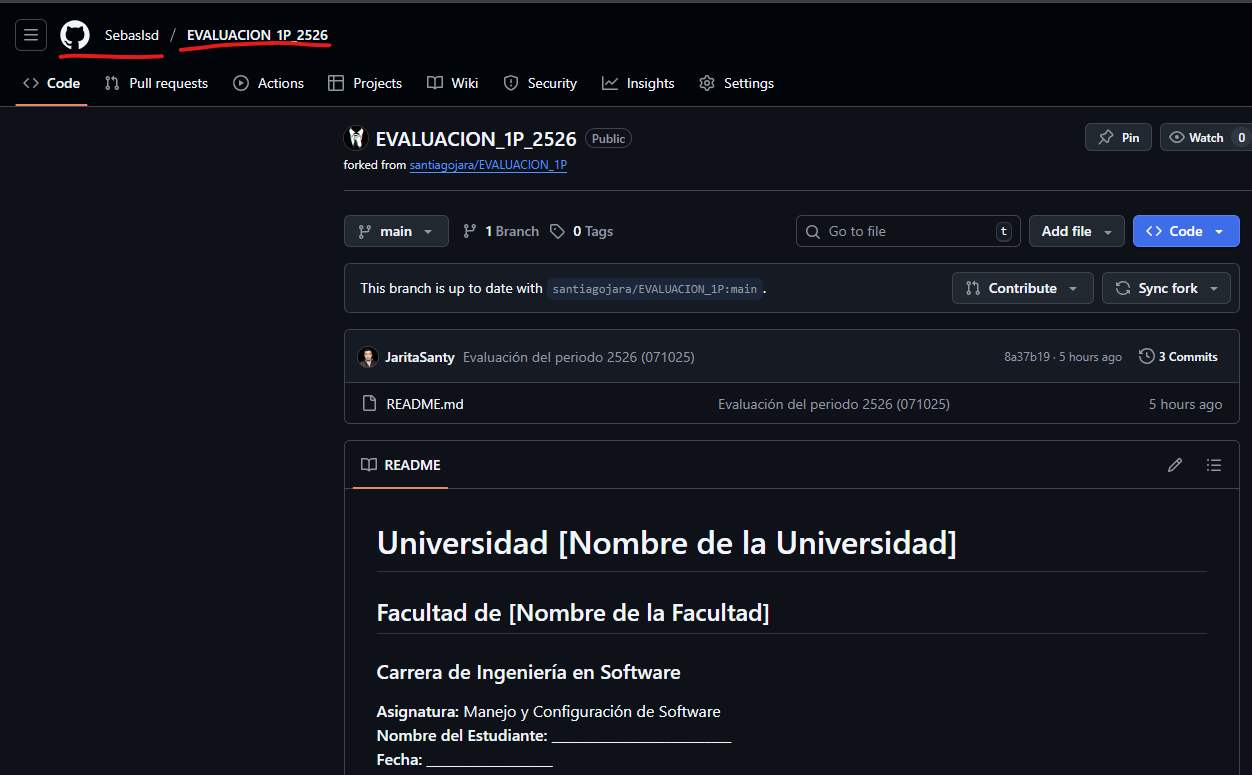 Sebaslsd / EVALUACION_1P_2526
Code Pull requests Actions Projects Wiki Security Insights Settings
EVALUACION_1P_2526 Public Pin Watch 0
forked from santiagojara/EVALUACION_1P
main 1 Branch 0 Tags Go to file t Add file Code
This branch is up to date with santiagojara/EVALUACION_1P:main. Contribute Sync fork
JaritaSanty Evaluación del periodo 2526 (071025) 8a37b19 · 5 hours ago 3 Commits
README.md Evaluación del periodo 2526 (071025) 5 hours ago
README
Universidad [Nombre de la Universidad]
Facultad de [Nombre de la Facultad]
Carrera de Ingeniería en Software
Asignatura: Manejo y Configuración de Software
Nombre del Estudiante: _________________________
Fecha: __________________